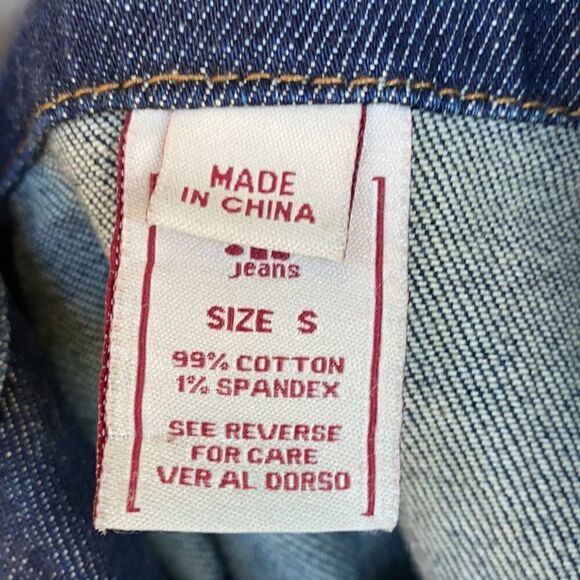 MADE
IN CHINA
jeans
SIZE S
99% COTTON
1% SPANDEX
SEE REVERSE
FOR CARE
VER AL DORSO